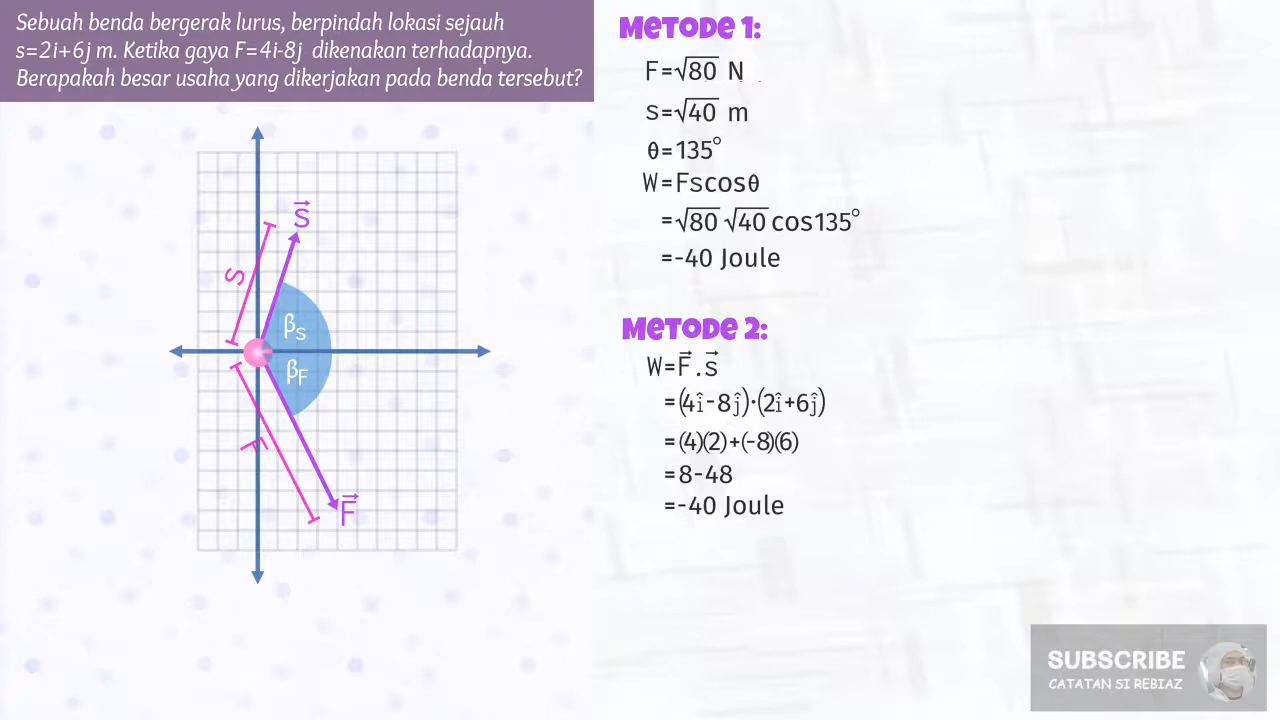 Sebuah benda bergerak lurus, berpindah lokasi sejauh
s=2i+6j m. Ketika gaya F=4i-8j dikenakan terhadapnya.
Berapakah besar usaha yang dikerjakan pada benda tersebut?
S⃗
S
βS
βF
F
F⃗
Metode 1:
F=√80 N
s=√40 m
θ=135°
W=Fscosθ
=√80 √40 cos135°
=-40 Joule
Metode 2:
W=F⃗.s⃗
=(4î-8ĵ)·(2î+6ĵ)
=(4)(2)+(-8)(6)
=8-48
=-40 Joule
SUBSCRIBE
CATATAN SI REBIAZ